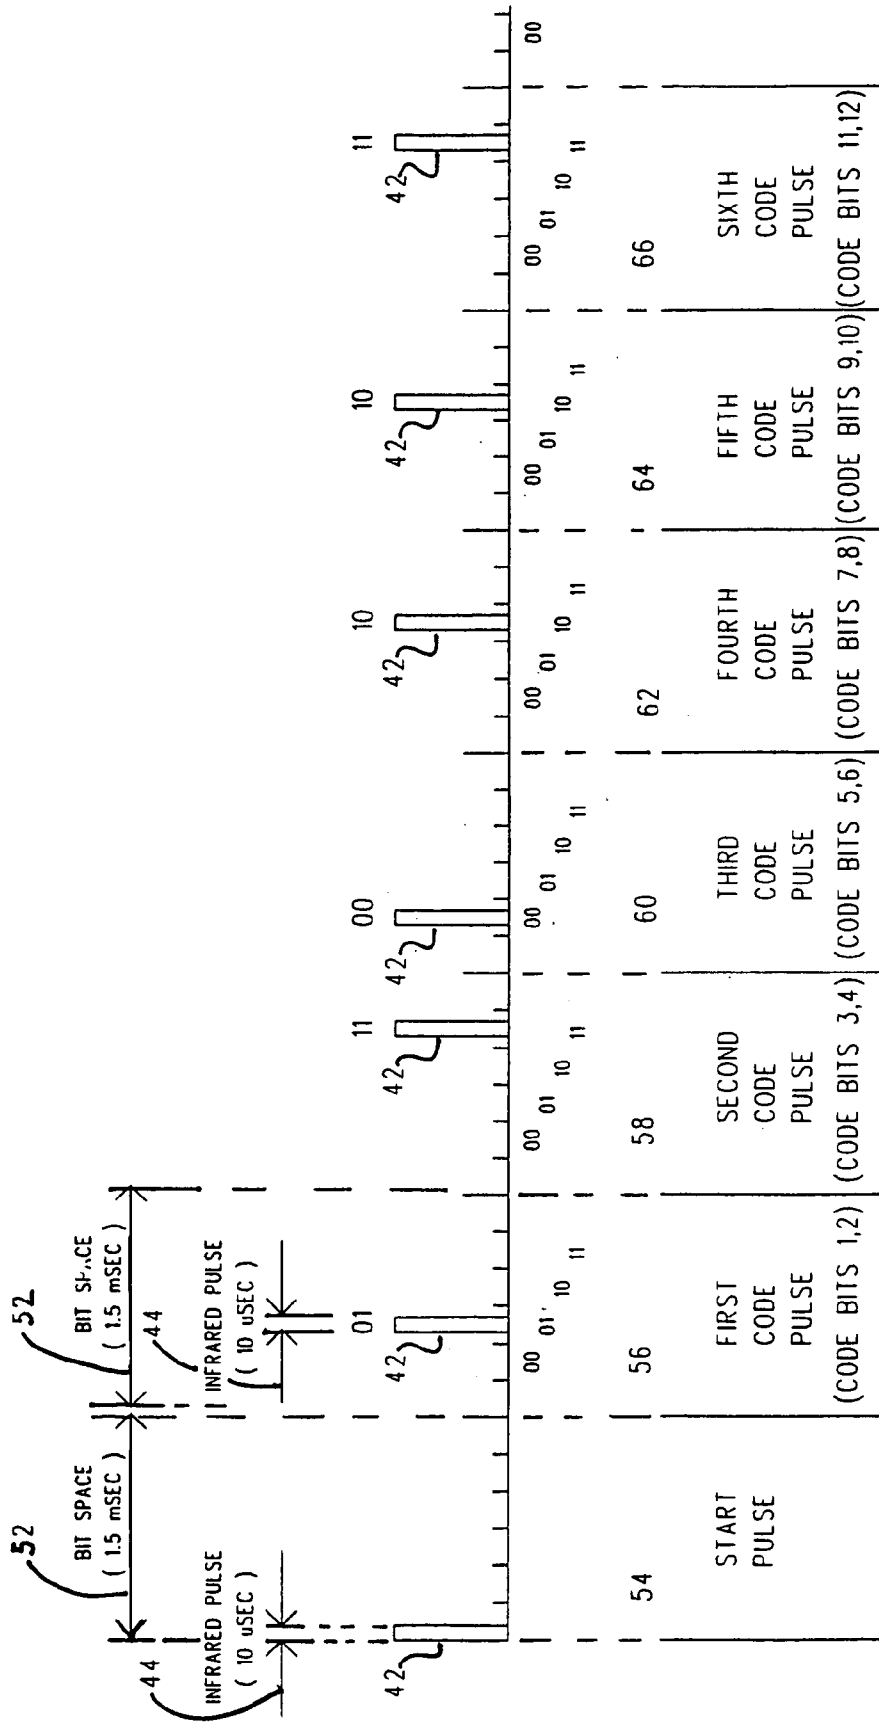 52
BIT SPACE
( 1.5 mSEC )
52
BIT SPACE
( 1.5 mSEC )
44
INFRARED PULSE
( 10 uSEC )
44
INFRARED PULSE
( 10 uSEC )
42
42
01
42
11
42
00
42
10
42
10
42
11
00 01 10 11
00 01 10 11
00 01 10 11
00 01 10 11
00 01 10 11
00 01 10 11
00
54
56
58
60
62
64
66
START
PULSE
FIRST
CODE
PULSE
(CODE BITS 1,2)
SECOND
CODE
PULSE
(CODE BITS 3,4)
THIRD
CODE
PULSE
(CODE BITS 5,6)
FOURTH
CODE
PULSE
(CODE BITS 7,8)
FIFTH
CODE
PULSE
(CODE BITS 9,10)
SIXTH
CODE
PULSE
(CODE BITS 11,12)